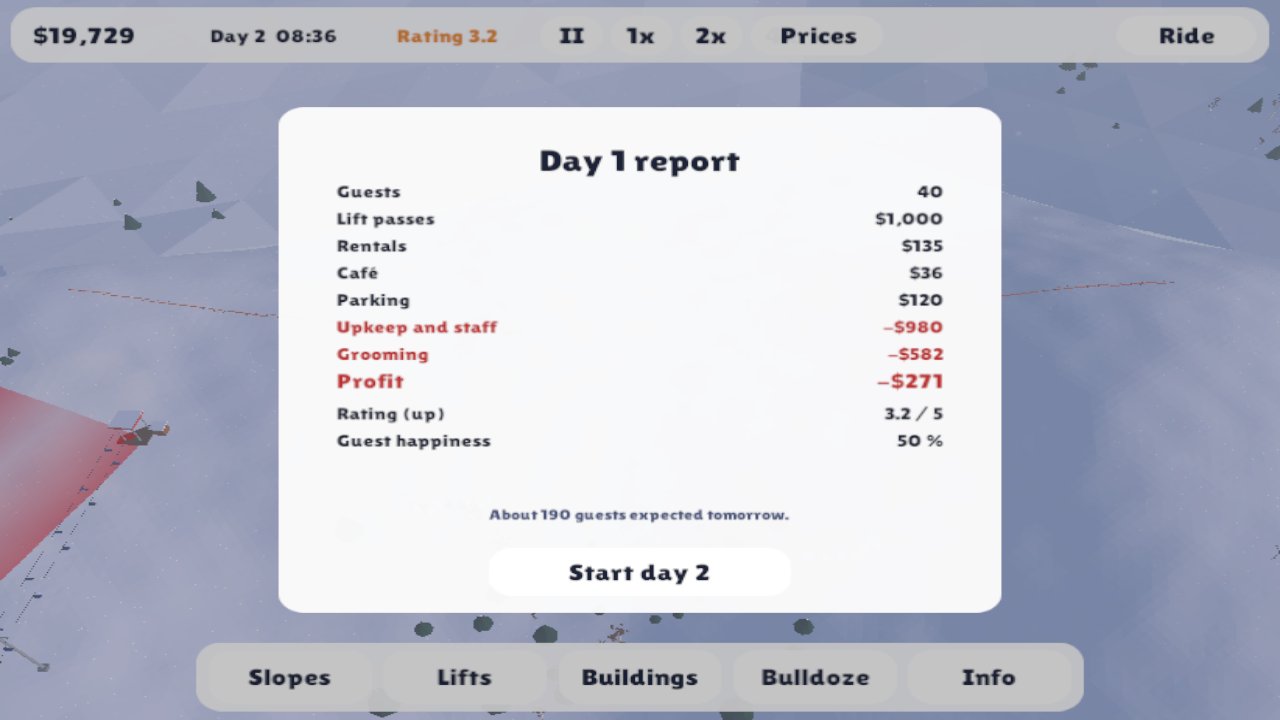 $19,729 Day 2 08:36 Rating 3.2 II 1x 2x Prices Ride
Day 1 report
Guests 40
Lift passes $1,000
Rentals $135
Café $36
Parking $120
Upkeep and staff –$980
Grooming –$582
Profit –$271
Rating (up) 3.2 / 5
Guest happiness 50 %
About 190 guests expected tomorrow.
Start day 2
Slopes Lifts Buildings Bulldoze Info